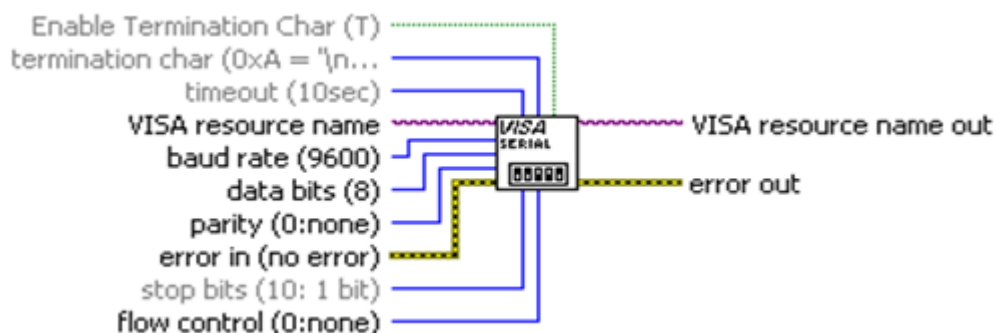 Enable Termination Char (T)
termination char (0xA = "\n...
timeout (10sec)
VISA resource name
VISA resource name out
baud rate (9600)
data bits (8)
parity (0:none)
error in (no error)
error out
stop bits (10: 1 bit)
flow control (0:none)
VISA
SERIAL